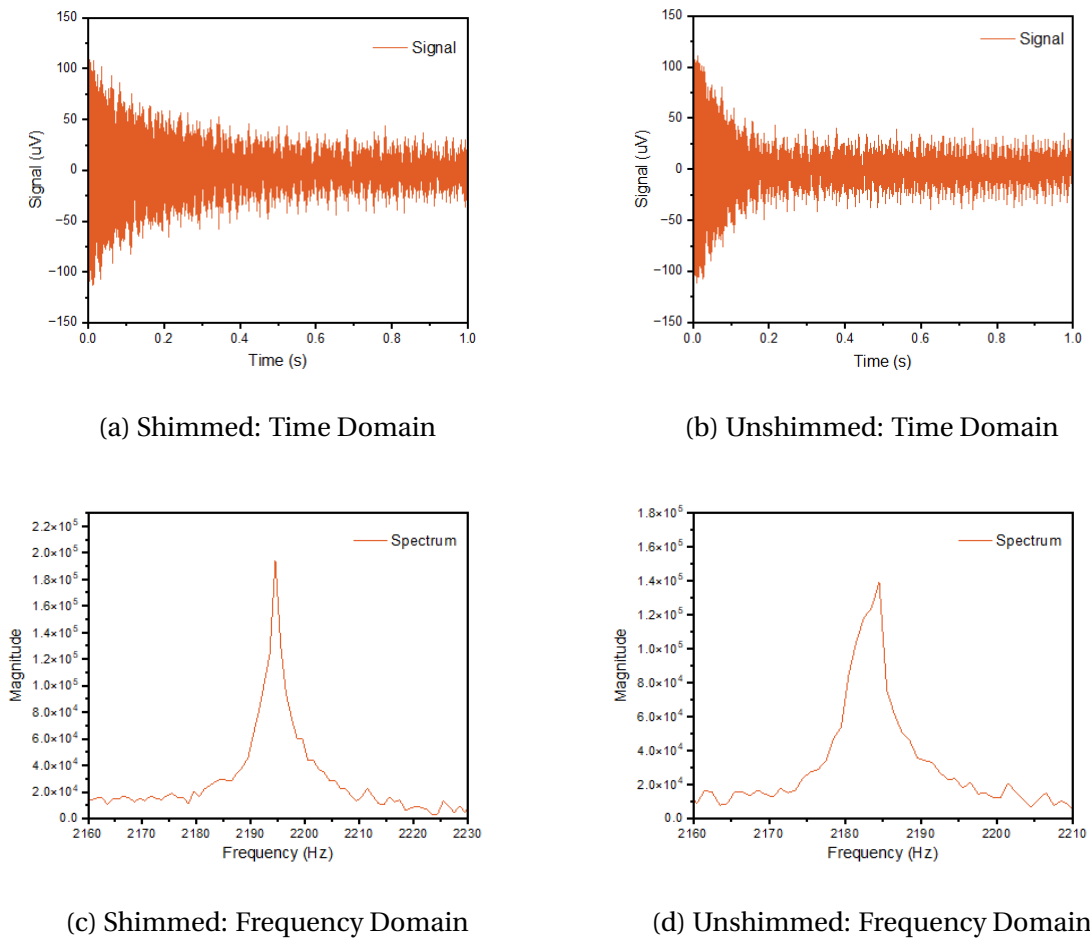 150
100
50
0
−50
−100
−150
Signal (uV)
Signal
0.0 0.2 0.4 0.6 0.8 1.0
Time (s)
(a) Shimmed: Time Domain
150
100
50
0
−50
−100
−150
Signal (uV)
Signal
0.0 0.2 0.4 0.6 0.8 1.0
Time (s)
(b) Unshimmed: Time Domain
2.2×10⁵
2.0×10⁵
1.8×10⁵
1.6×10⁵
1.4×10⁵
1.2×10⁵
1.0×10⁵
8.0×10⁴
6.0×10⁴
4.0×10⁴
2.0×10⁴
0.0
Magnitude
Spectrum
2160 2170 2180 2190 2200 2210 2220 2230
Frequency (Hz)
(c) Shimmed: Frequency Domain
1.8×10⁵
1.6×10⁵
1.4×10⁵
1.2×10⁵
1.0×10⁵
8.0×10⁴
6.0×10⁴
4.0×10⁴
2.0×10⁴
0.0
Magnitude
Spectrum
2160 2170 2180 2190 2200 2210
Frequency (Hz)
(d) Unshimmed: Frequency Domain